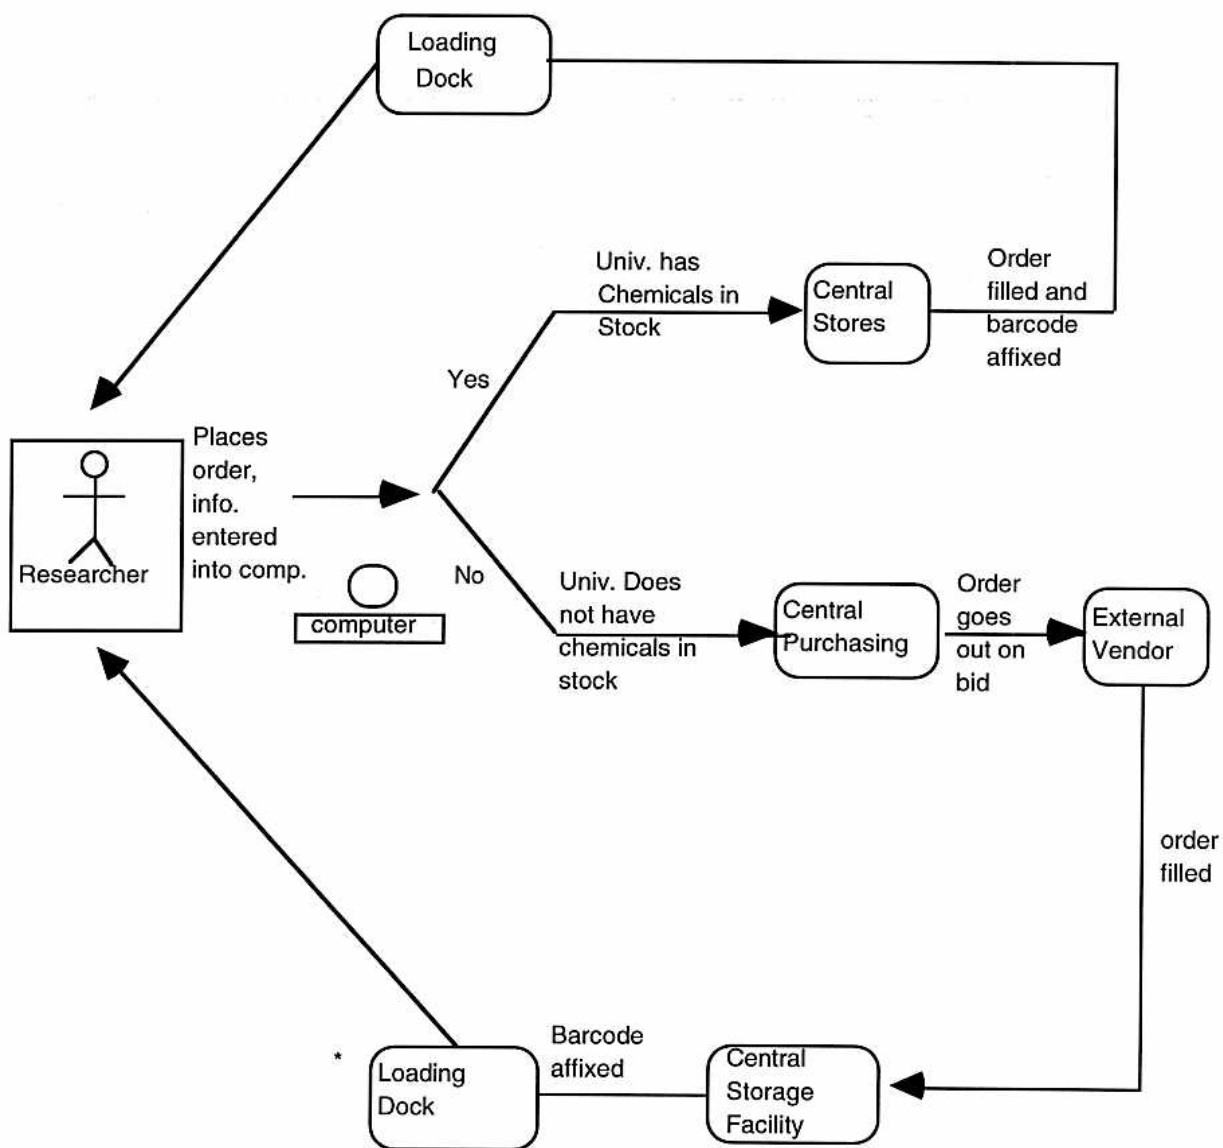 Loading
Dock
Univ. has
Chemicals in
Stock
Central
Stores
Order
filled and
barcode
affixed
Yes
Places
order,
info.
entered
into comp.
Researcher
computer
No
Univ. Does
not have
chemicals in
stock
Central
Purchasing
Order
goes
out on
bid
External
Vendor
order
filled
*
Loading
Dock
Barcode
affixed
Central
Storage
Facility